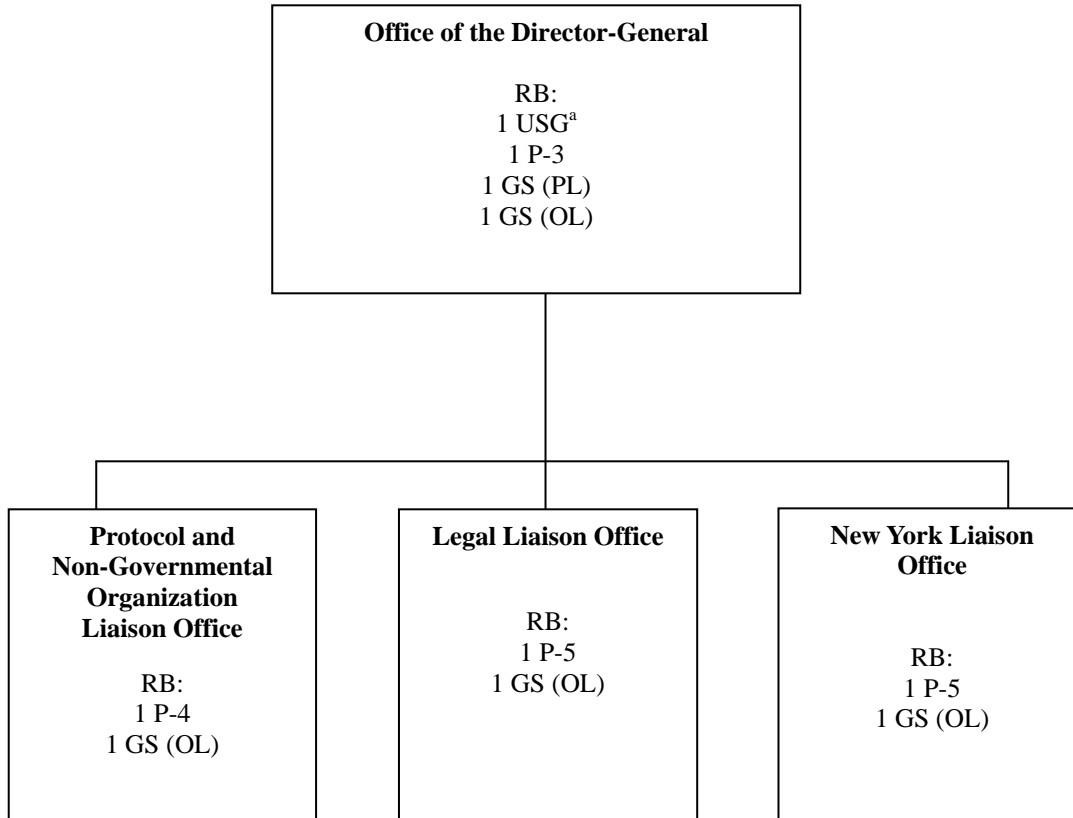 Office of the Director-General
RB:
1 USGa
1 P-3
1 GS (PL)
1 GS (OL)
Protocol and
Non-Governmental
Organization
Liaison Office
RB:
1 P-4
1 GS (OL)
Legal Liaison Office
RB:
1 P-5
1 GS (OL)
New York Liaison
Office
RB:
1 P-5
1 GS (OL)